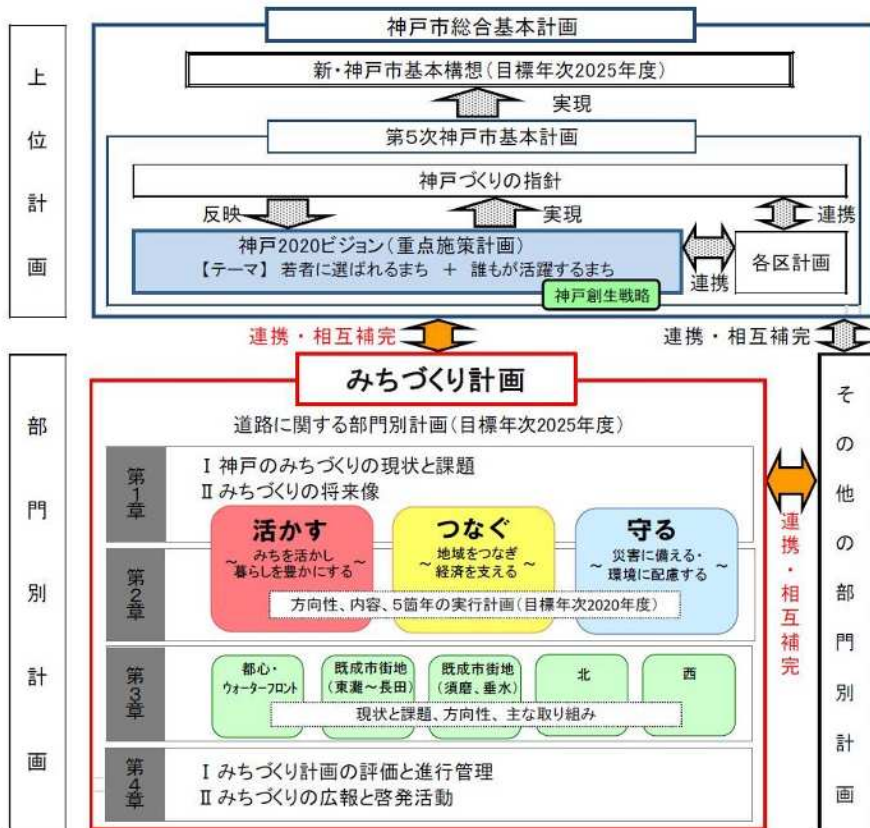 神戸市総合基本計画
上位計画
新・神戸市基本構想(目標年次2025年度)
実現
第5次神戸市基本計画
神戸づくりの指針
反映
実現
連携
神戸2020ビジョン(重点施策計画)
【テーマ】 若者に選ばれるまち + 誰もが活躍するまち
神戸創生戦略
連携
各区計画
連携・相互補完
連携・相互補完
部門別計画
みちづくり計画
道路に関する部門別計画(目標年次2025年度)
第1章
Ⅰ 神戸のみちづくりの現状と課題
Ⅱ みちづくりの将来像
活かす
~ みちを活かし
暮らしを豊かにする ~
つなぐ
~ 地域をつなぎ
経済を支える ~
守る
~ 災害に備える・
環境に配慮する ~
第2章
方向性、内容、5箇年の実行計画(目標年次2020年度)
第3章
都心・
ウォーターフロント
既成市街地
(東灘~長田)
既成市街地
(須磨、垂水)
北
西
現状と課題、方向性、主な取り組み
第4章
Ⅰ みちづくり計画の評価と進行管理
Ⅱ みちづくりの広報と啓発活動
連携・相互補完
その他の部門別計画